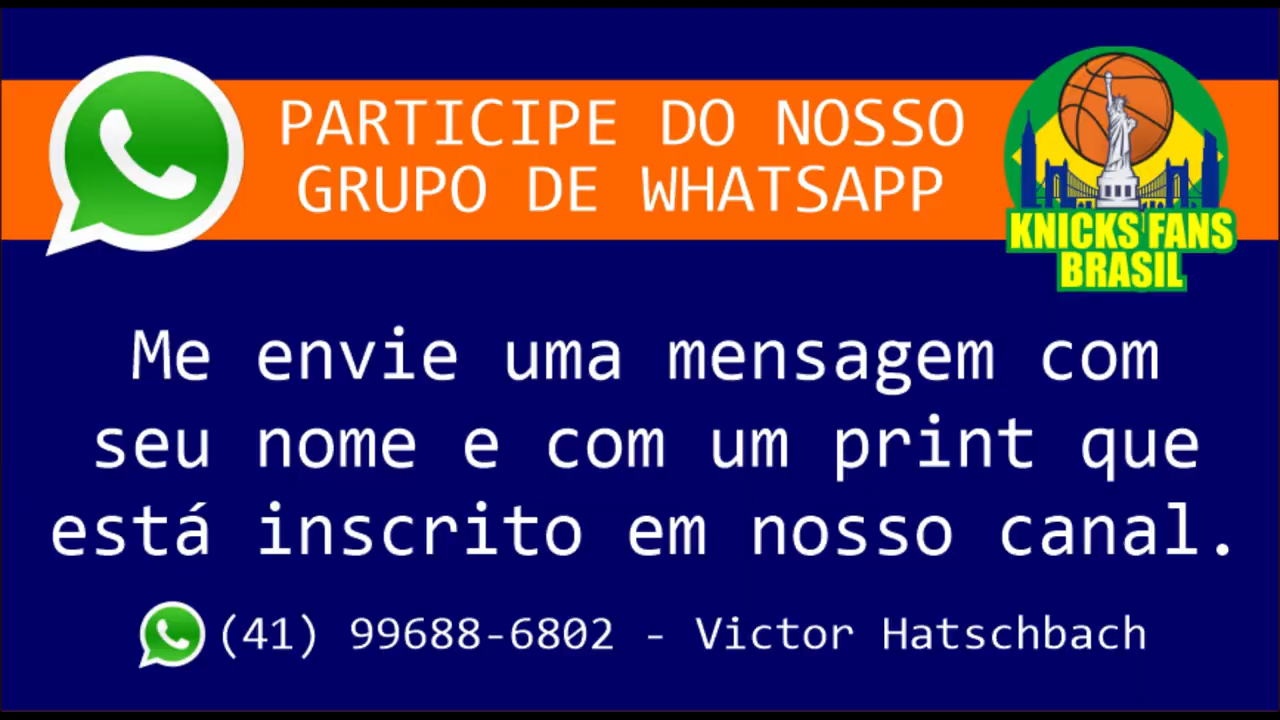 PARTICIPE DO NOSSO
GRUPO DE WHATSAPP
KNICKS FANS
BRASIL
Me envie uma mensagem com
seu nome e com um print que
está inscrito em nosso canal.
(41) 99688-6802 - Victor Hatschbach